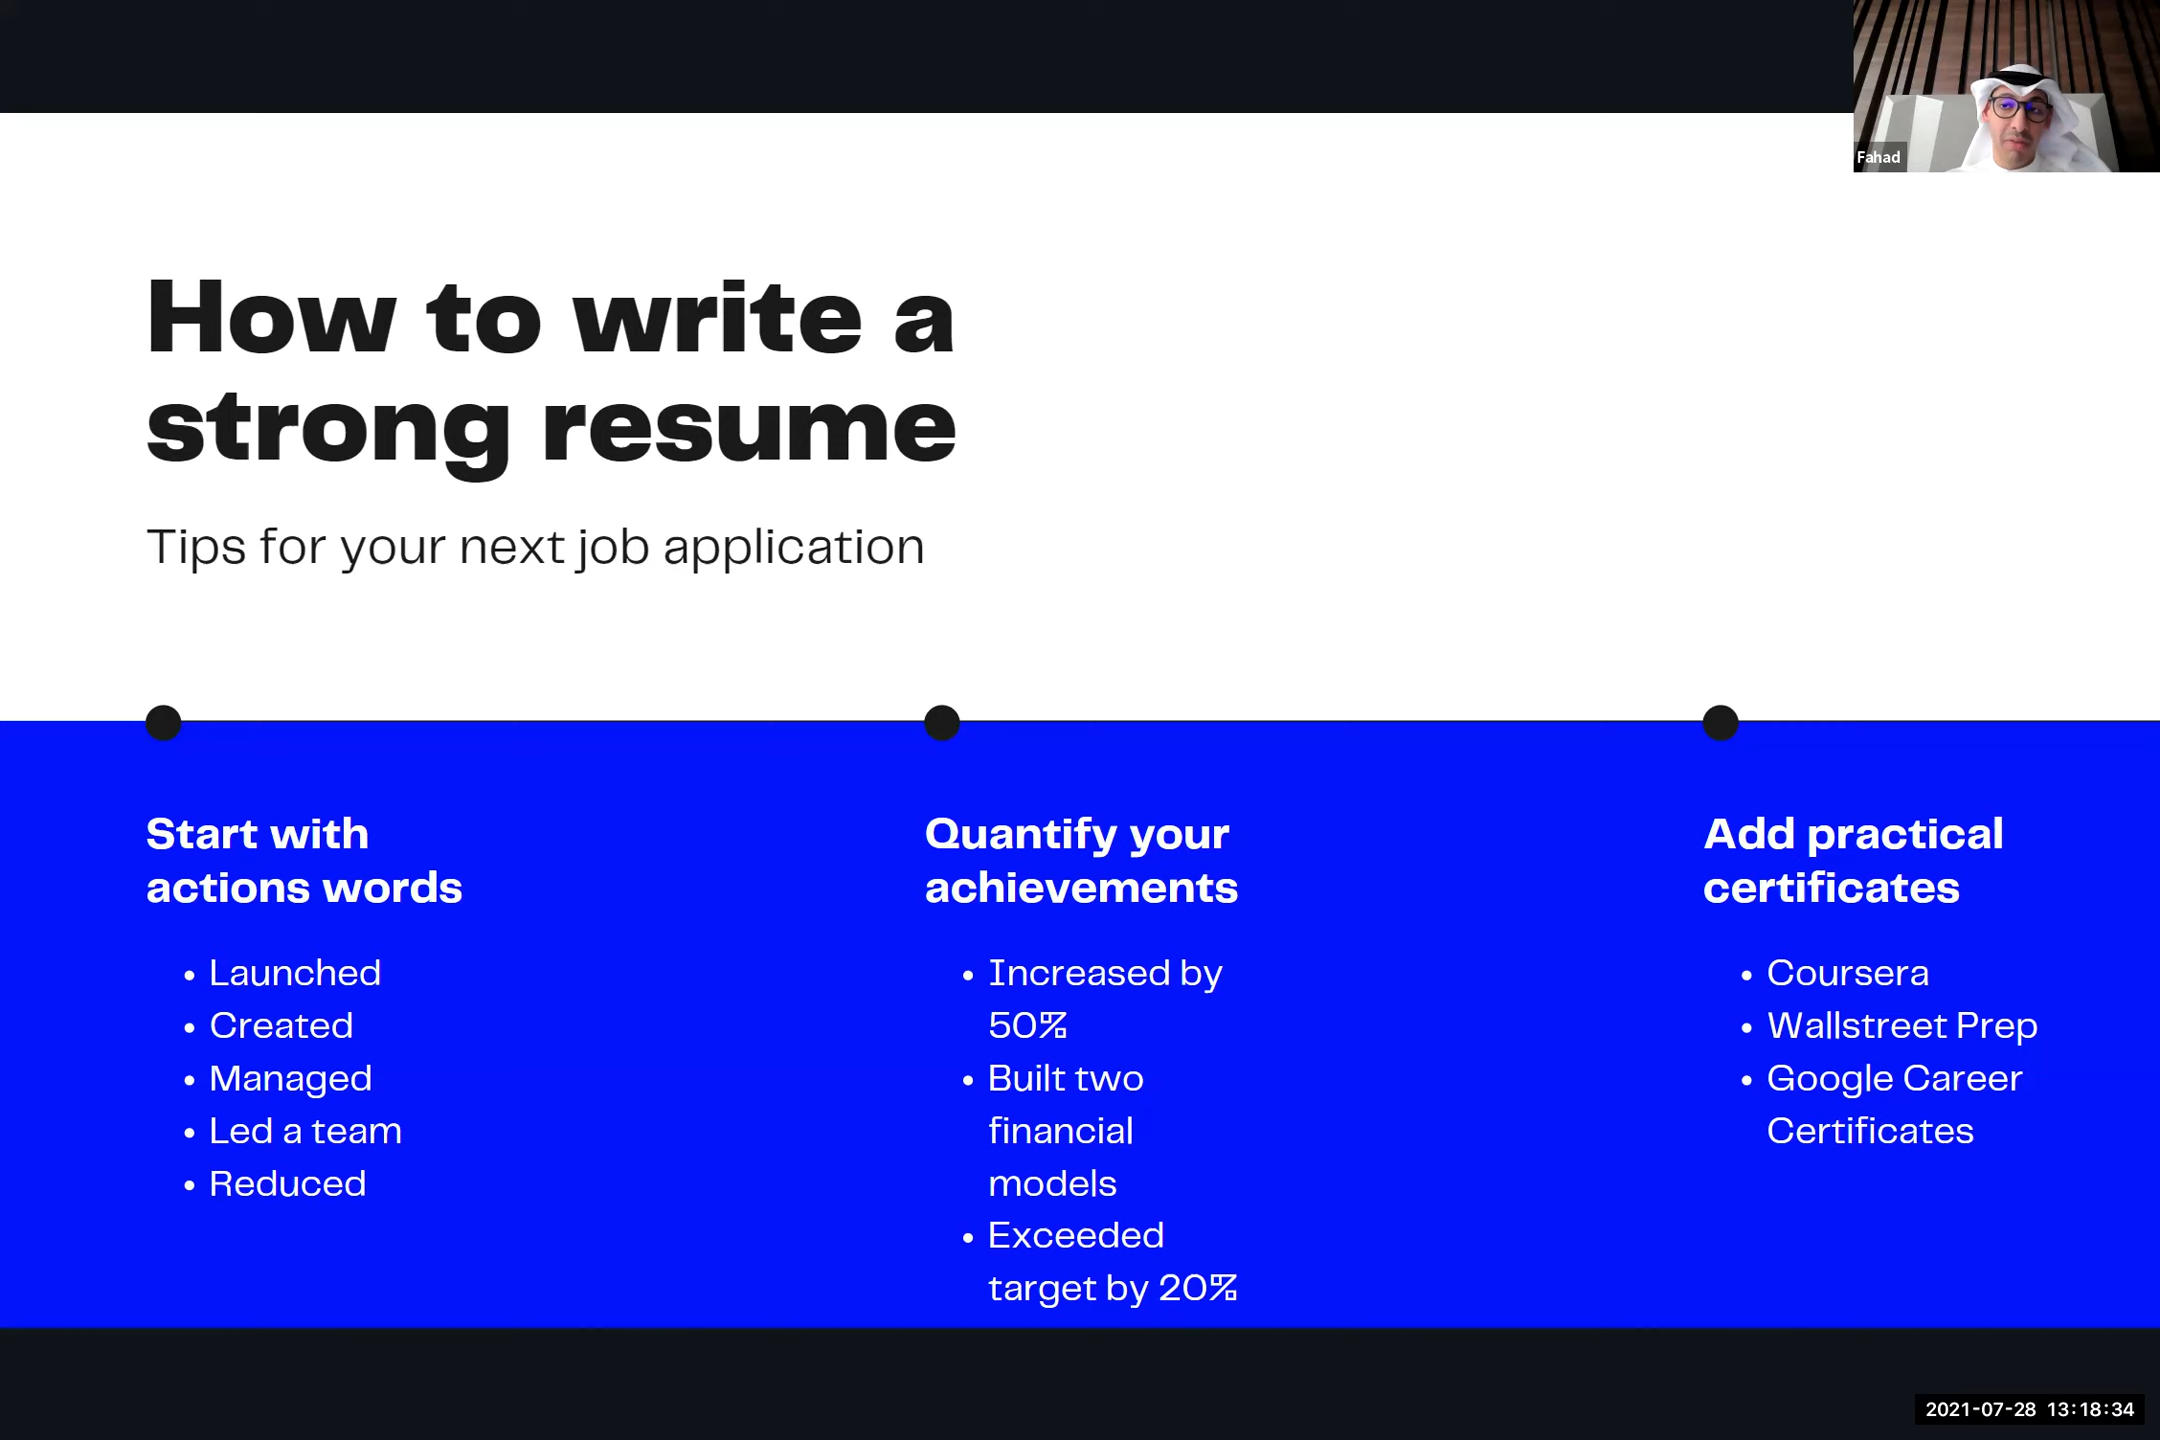 Fahad
How to write a
strong resume
Tips for your next job application
Start with
actions words
• Launched
• Created
• Managed
• Led a team
• Reduced
Quantify your
achievements
• Increased by
50%
• Built two
financial
models
• Exceeded
target by 20%
Add practical
certificates
• Coursera
• Wallstreet Prep
• Google Career
Certificates
2021-07-28 13:18:34